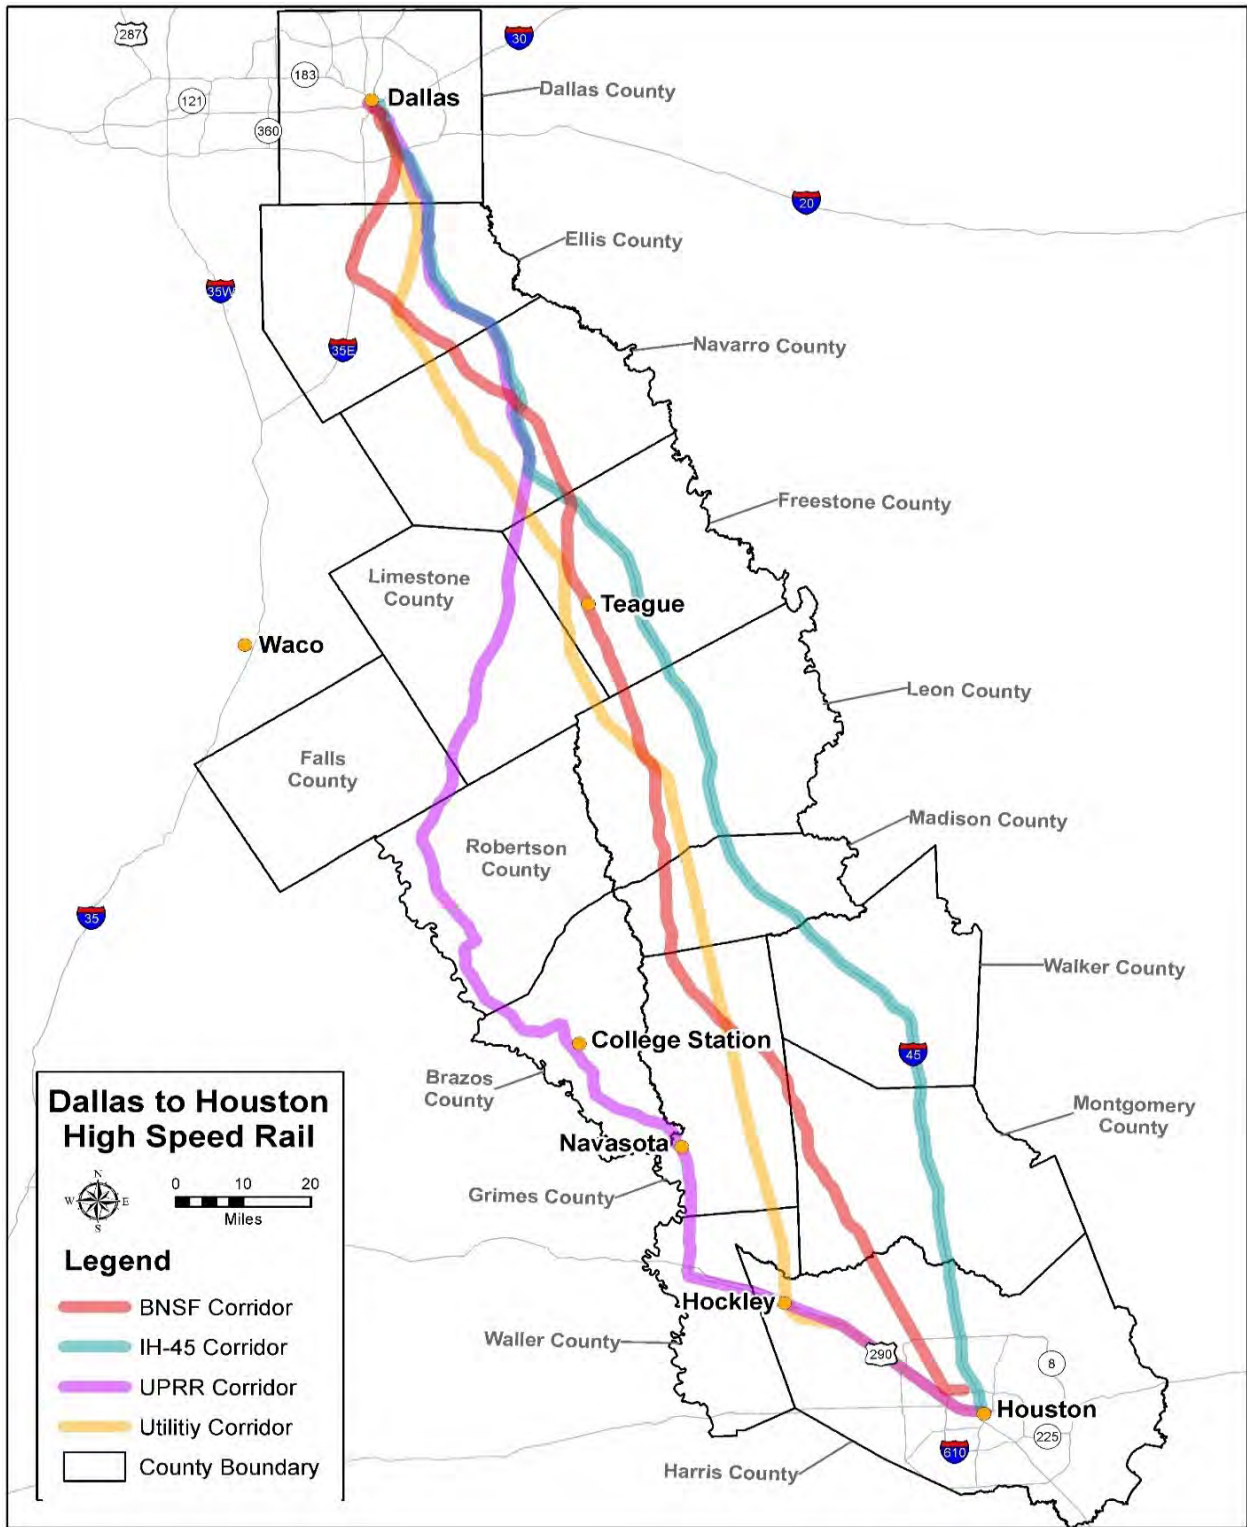 287
30
183
Dallas County
121
Dallas
360
20
Ellis County
35W
Navarro County
35E
Freestone County
Limestone
County
Teague
Waco
Leon County
Falls
County
Madison County
Robertson
County
35
Walker County
College Station
45
Brazos
County
Montgomery
County
Navasota
Grimes County
Hockley
Waller County
290
8
Houston
225
610
Harris County
Dallas to Houston
High Speed Rail
N
W
E
S
0 10 20
Miles
Legend
BNSF Corridor
IH-45 Corridor
UPRR Corridor
Utilitiy Corridor
County Boundary